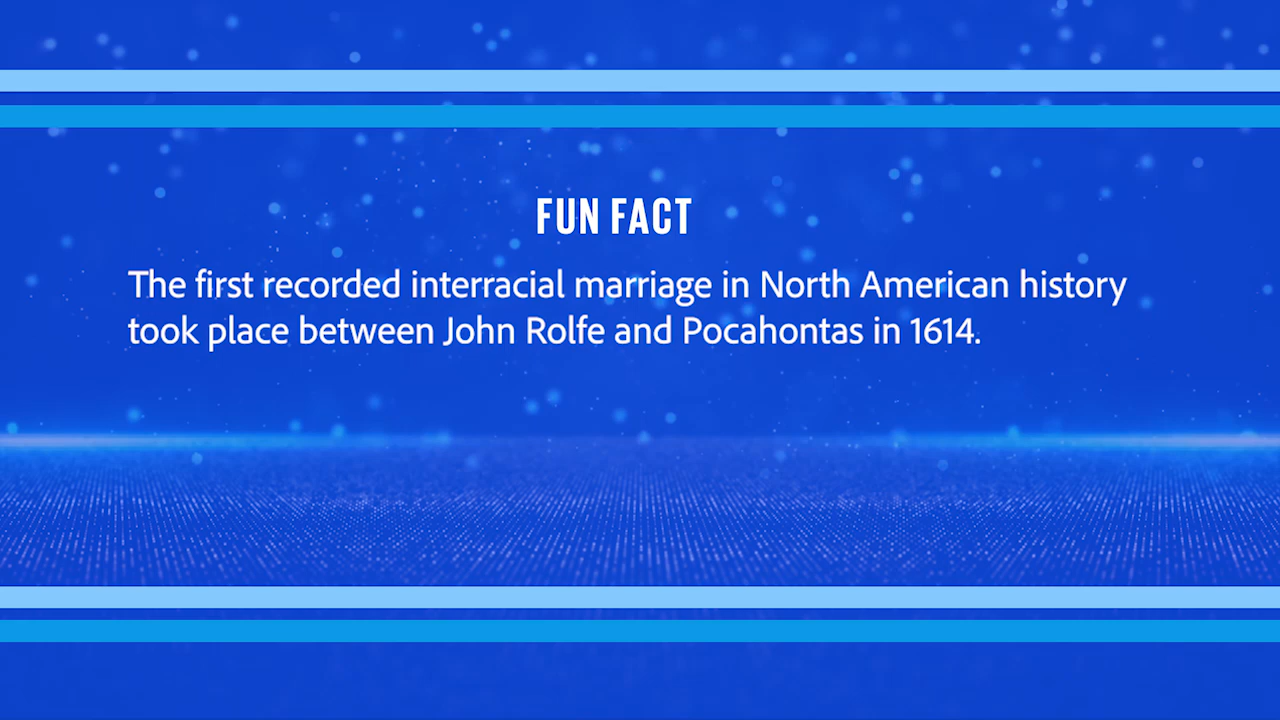 FUN FACT
The first recorded interracial marriage in North American history
took place between John Rolfe and Pocahontas in 1614.